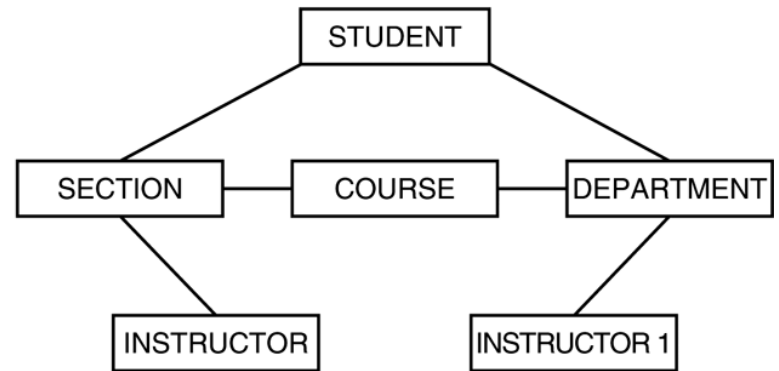 STUDENT
SECTION
COURSE
DEPARTMENT
INSTRUCTOR
INSTRUCTOR 1